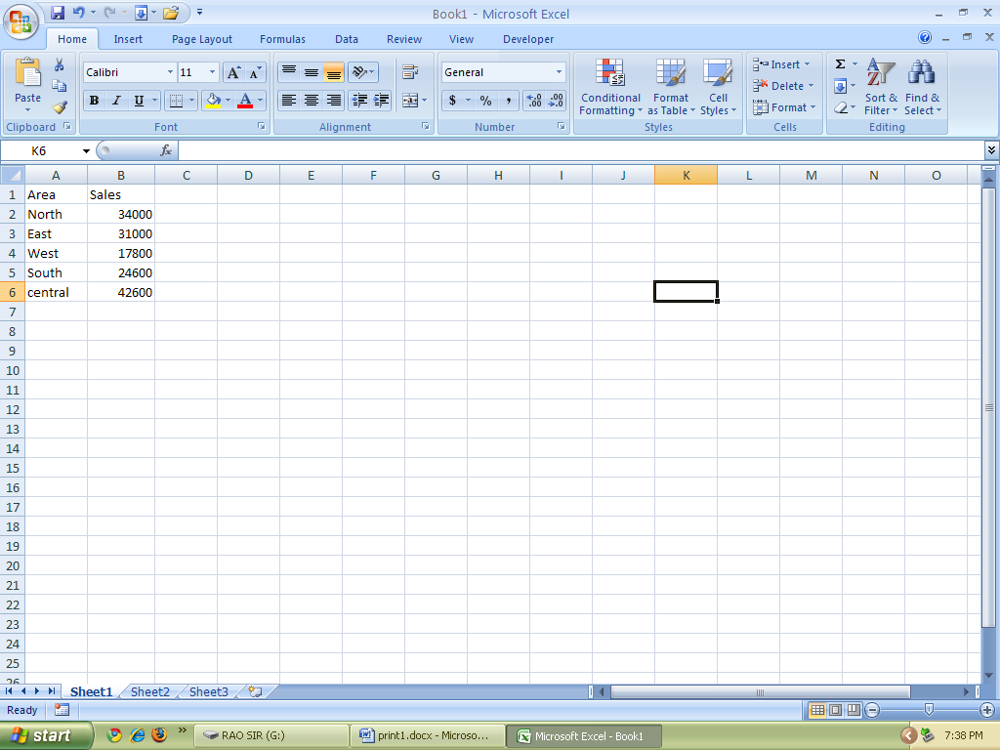 Book1 - Microsoft Excel
Home Insert Page Layout Formulas Data Review View Developer
Paste
Calibri 11
B I U A
General
$ % ,
Conditional Formatting
Format as Table
Cell Styles
Insert
Delete
Format
Σ
Sort & Filter
Find & Select
Clipboard Font Alignment Number Styles Cells Editing
K6 fx
A B C D E F G H I J K L M N O
1 Area Sales
2 North 34000
3 East 31000
4 West 17800
5 South 24600
6 central 42600
7
8
9
10
11
12
13
14
15
16
17
18
19
20
21
22
23
24
25
26
Sheet1 Sheet2 Sheet3
Ready
start RAO SIR (G:) print1.docx - Microso... Microsoft Excel - Book1 7:38 PM